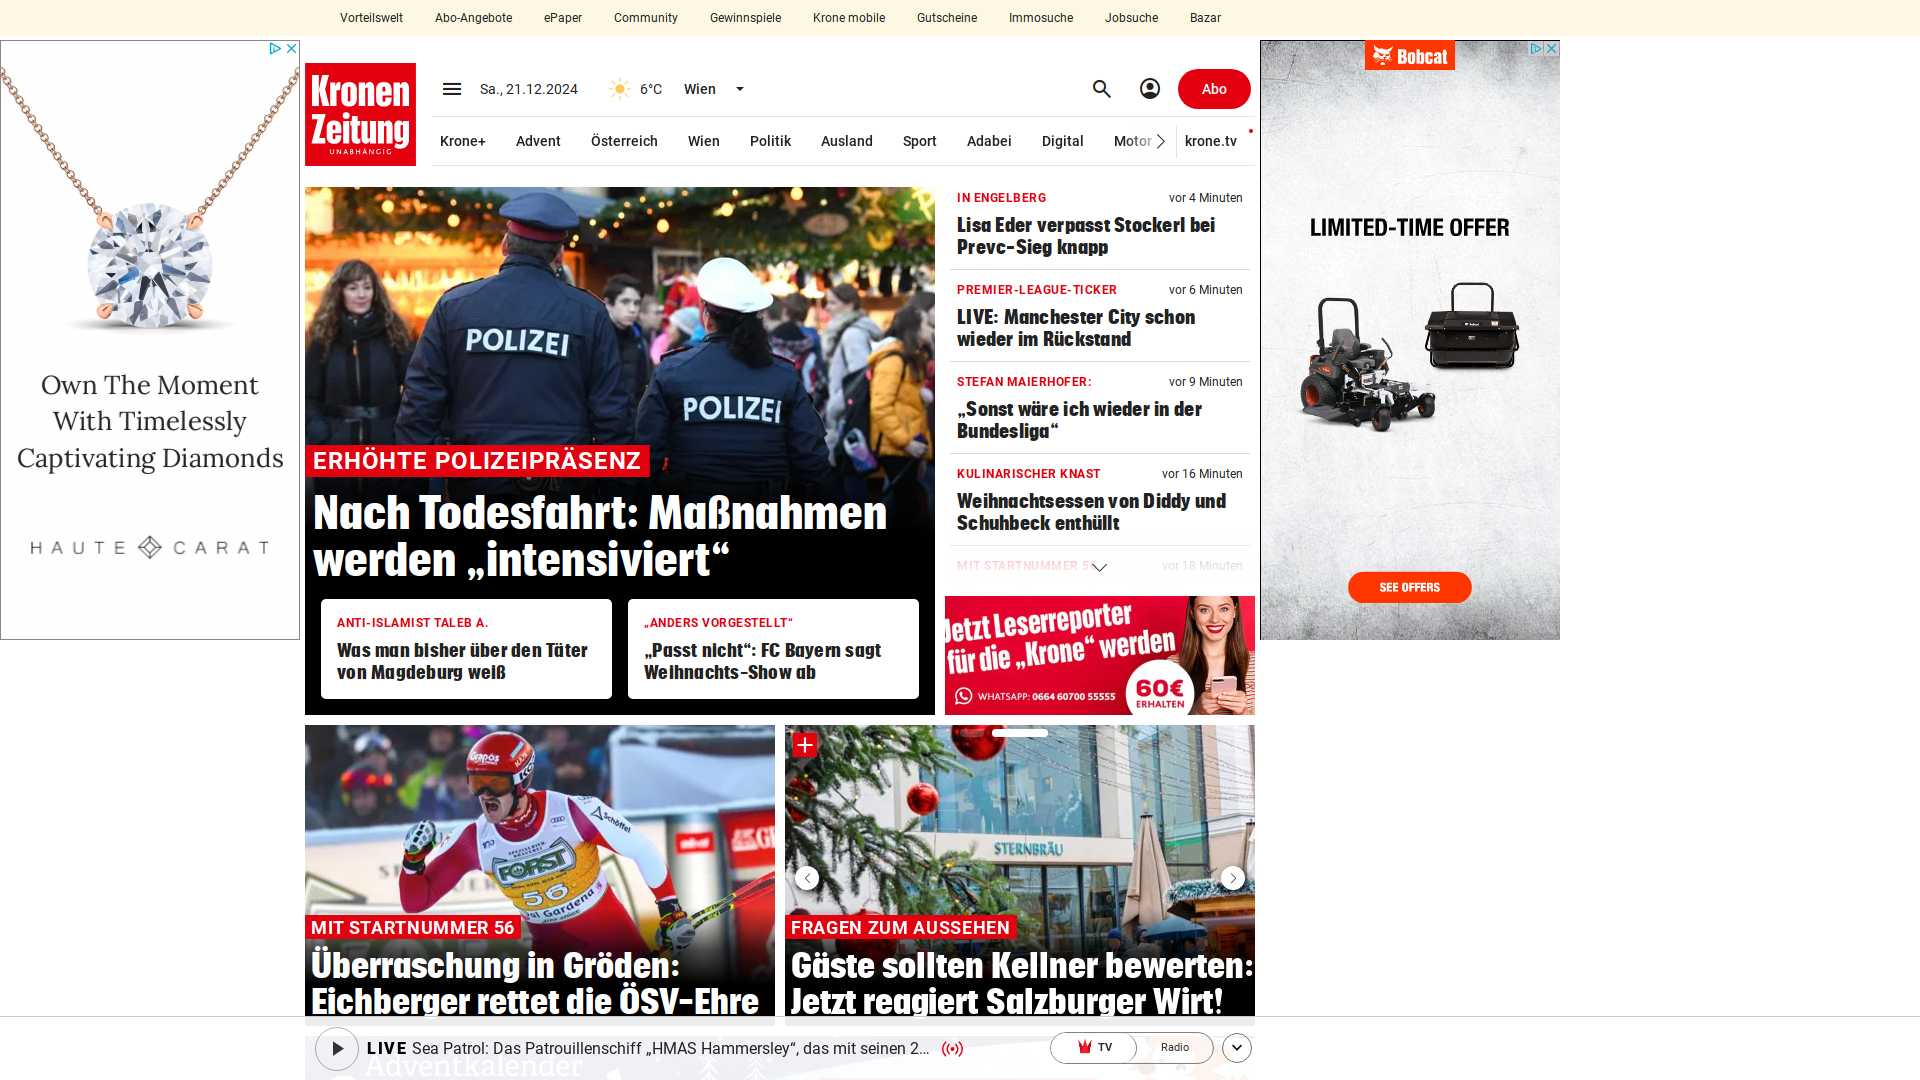 Vorteilswelt Abo-Angebote ePaper Community Gewinnspiele Krone mobile Gutscheine Immosuche Jobsuche Bazar
Kronen
Zeitung
UNABHÄNGIG
Sa., 21.12.2024 6°C Wien
Abo
Krone+ Advent Österreich Wien Politik Ausland Sport Adabei Digital Motor krone.tv
Own The Moment
With Timelessly
Captivating Diamonds
HAUTE CARAT
POLIZEI
POLIZEI
ERHÖHTE POLIZEIPRÄSENZ
Nach Todesfahrt: Maßnahmen
werden „intensiviert“
ANTI-ISLAMIST TALEB A.
Was man bisher über den Täter
von Magdeburg weiß
„ANDERS VORGESTELLT“
„Passt nicht“: FC Bayern sagt
Weihnachts-Show ab
IN ENGELBERG vor 4 Minuten
Lisa Eder verpasst Stockerl bei
Prevc-Sieg knapp
PREMIER-LEAGUE-TICKER vor 6 Minuten
LIVE: Manchester City schon
wieder im Rückstand
STEFAN MAIERHOFER: vor 9 Minuten
„Sonst wäre ich wieder in der
Bundesliga“
KULINARISCHER KNAST vor 16 Minuten
Weihnachtsessen von Diddy und
Schuhbeck enthüllt
MIT STARTNUMMER 5 vor 18 Minuten
Jetzt Leserreporter
für die „Krone“ werden
WHATSAPP: 0664 60700 55555
60€
ERHALTEN
Bobcat
LIMITED-TIME OFFER
SEE OFFERS
Schöffel
FORST
56
Gardena
MIT STARTNUMMER 56
Überraschung in Gröden:
Eichberger rettet die ÖSV-Ehre
STERNBRÄU
FRAGEN ZUM AUSSEHEN
Gäste sollten Kellner bewerten:
Jetzt reagiert Salzburger Wirt!
LIVE Sea Patrol: Das Patrouillenschiff „HMAS Hammersley“, das mit seinen 2...
TV Radio
Adventkalender